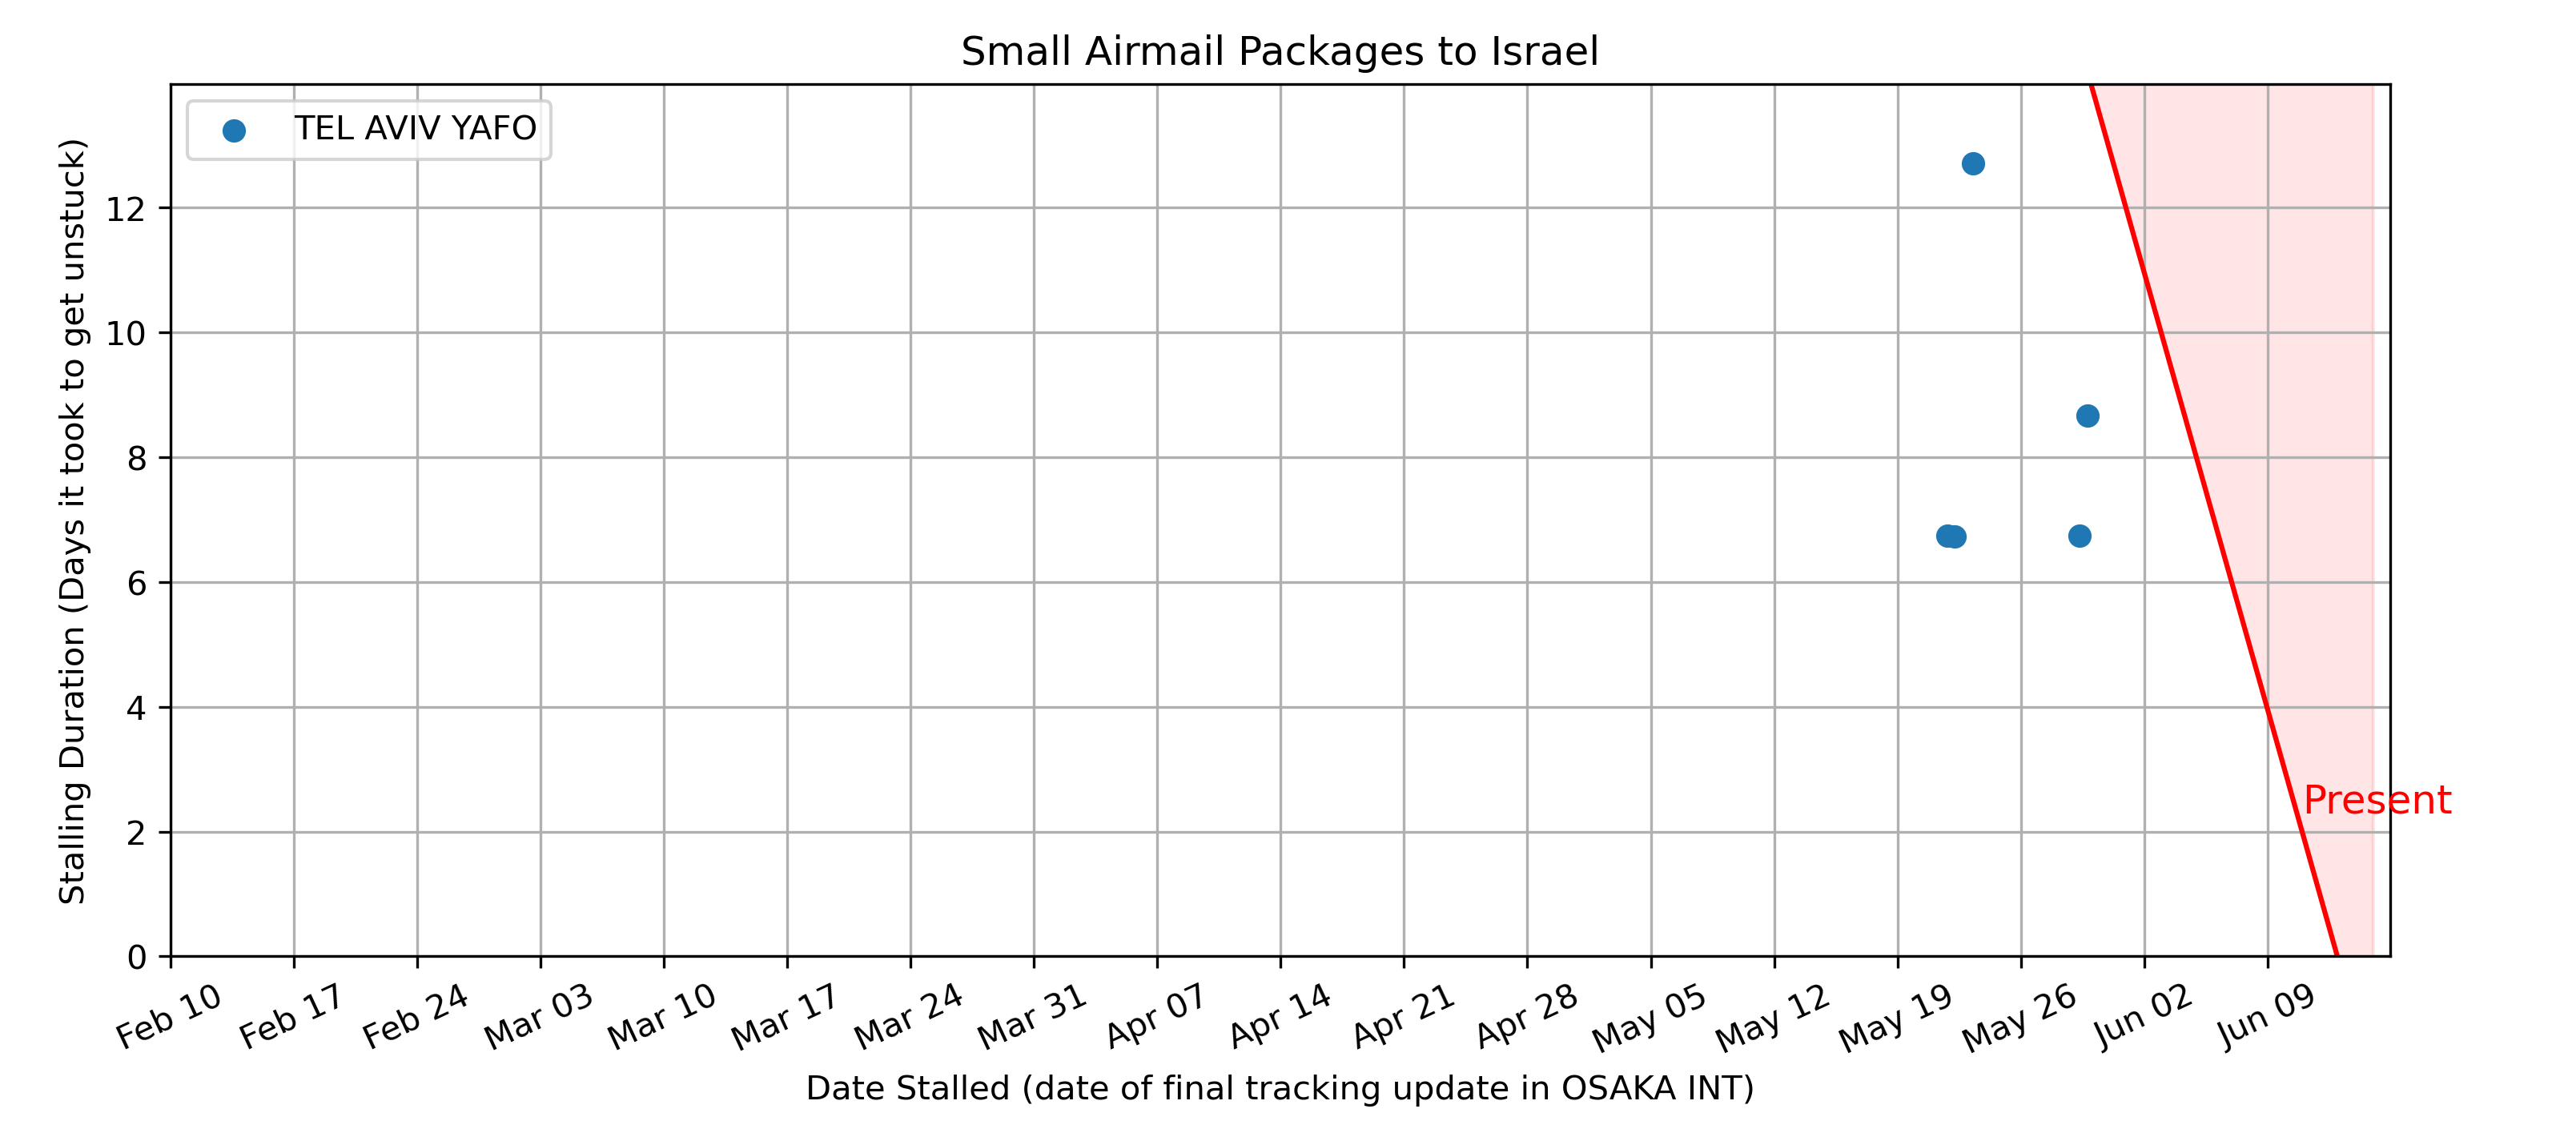 Small Airmail Packages to Israel
TEL AVIV YAFO
Stalling Duration (Days it took to get unstuck)
12
10
8
6
4
2
0
Present
Feb 10
Feb 17
Feb 24
Mar 03
Mar 10
Mar 17
Mar 24
Mar 31
Apr 07
Apr 14
Apr 21
Apr 28
May 05
May 12
May 19
May 26
Jun 02
Jun 09
Date Stalled (date of final tracking update in OSAKA INT)